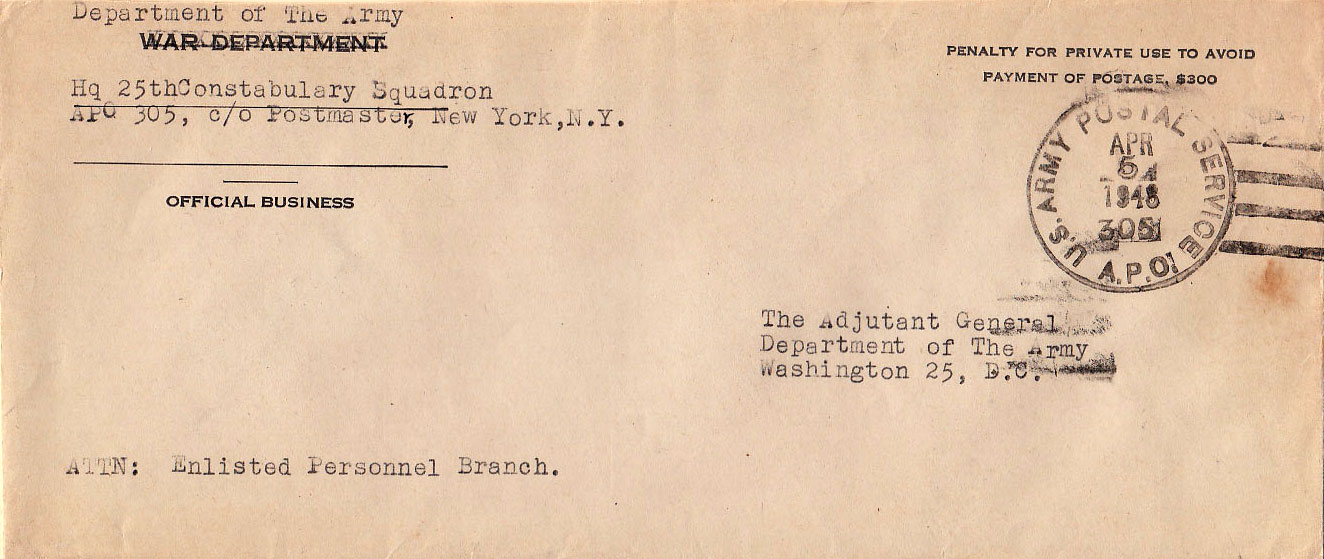 Department of The Army
WAR DEPARTMENT
Hq 25thConstabulary Squadron
APO 305, c/o Postmaster, New York,N.Y.
OFFICIAL BUSINESS
PENALTY FOR PRIVATE USE TO AVOID
PAYMENT OF POSTAGE, $300
U.S. ARMY POSTAL SERVICE
APR
5
1948
305
A.P.O.
The Adjutant General
Department of The Army
Washington 25, D.C.
ATTN: Enlisted Personnel Branch.